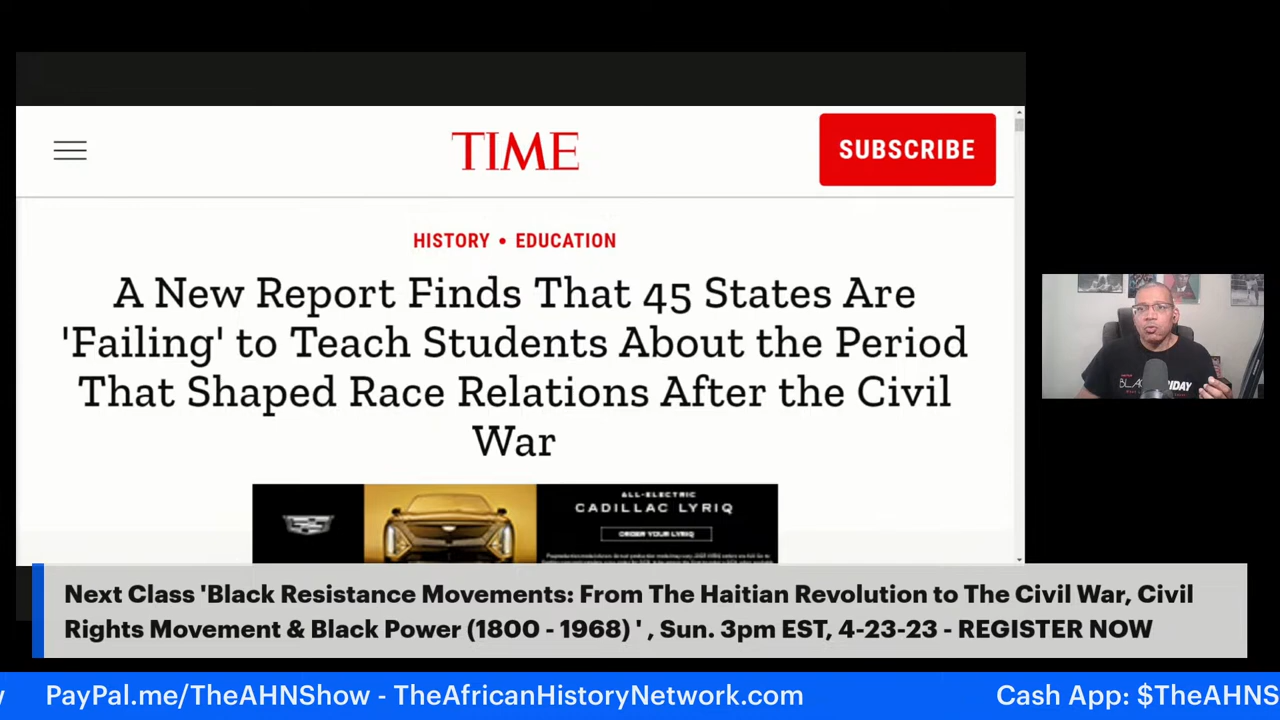 TIME
SUBSCRIBE
HISTORY • EDUCATION
A New Report Finds That 45 States Are
'Failing' to Teach Students About the Period
That Shaped Race Relations After the Civil
War
ALL-ELECTRIC
CADILLAC LYRIQ
ORDER YOUR LYRIQ
Next Class 'Black Resistance Movements: From The Haitian Revolution to The Civil War, Civil
Rights Movement & Black Power (1800 - 1968) ' , Sun. 3pm EST, 4-23-23 - REGISTER NOW
PayPal.me/TheAHNShow - TheAfricanHistoryNetwork.com
Cash App: $TheAHNS